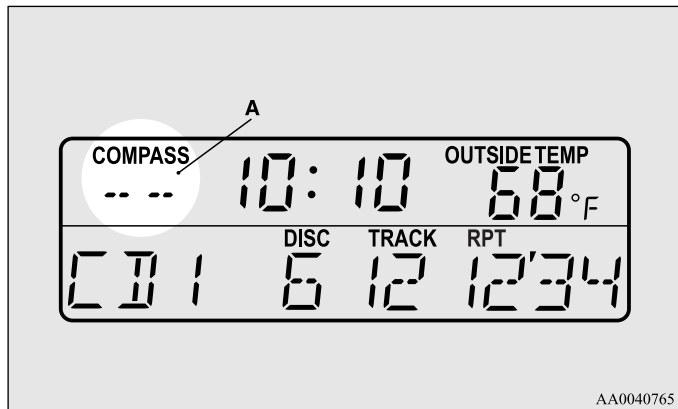 A
COMPASS
-- --
10:10
OUTSIDE TEMP
68°F
DISC TRACK RPT
CD1 6 12 12'34
AA0040765